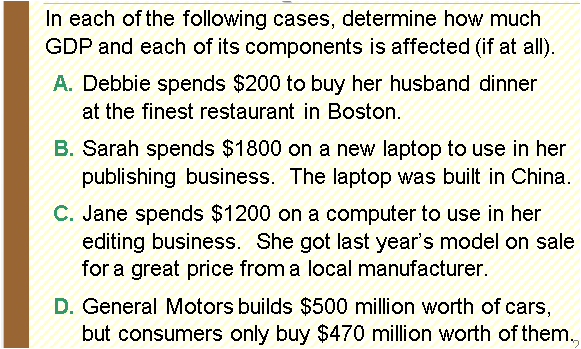 In each of the following cases, determine how much
GDP and each of its components is affected (if at all).
A. Debbie spends $200 to buy her husband dinner
at the finest restaurant in Boston.
B. Sarah spends $1800 on a new laptop to use in her
publishing business. The laptop was built in China.
C. Jane spends $1200 on a computer to use in her
editing business. She got last year's model on sale
for a great price from a local manufacturer.
D. General Motors builds $500 million worth of cars,
but consumers only buy $470 million worth of them.